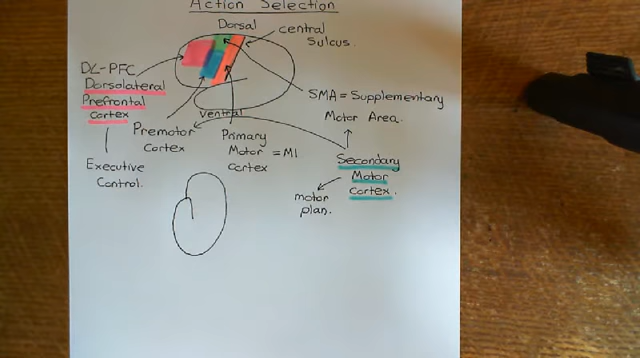 Action Selection
Dorsal
central
Sulcus.
DL-PFC
Dorsolateral
Prefrontal
cortex
Executive
Control.
Ventral
Premotor
Cortex
Primary
Motor = M1
cortex
SMA = Supplementary
Motor Area.
Secondary
Motor
Cortex.
motor
plan.